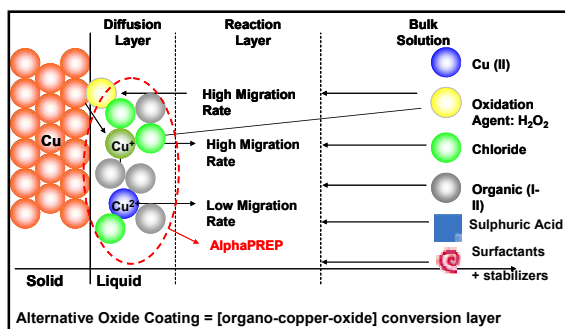 Diffusion
Layer
Reaction
Layer
Bulk
Solution
Cu
High Migration
Rate
Cu⁺
High Migration
Rate
Cu²
Low Migration
Rate
AlphaPREP
Cu (II)
Oxidation
Agent: H₂O₂
Chloride
Organic (I-
II)
Sulphuric Acid
Surfactants
+ stabilizers
Solid
Liquid
Alternative Oxide Coating = [organo-copper-oxide] conversion layer